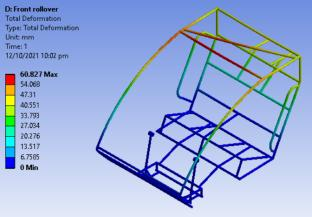 D: Front rollover
Total Deformation
Type: Total Deformation
Unit: mm
Time: 1
12/10/2021 10:02 pm
60.827 Max
54.068
47.31
40.551
33.793
27.034
20.276
13.517
6.7585
0 Min